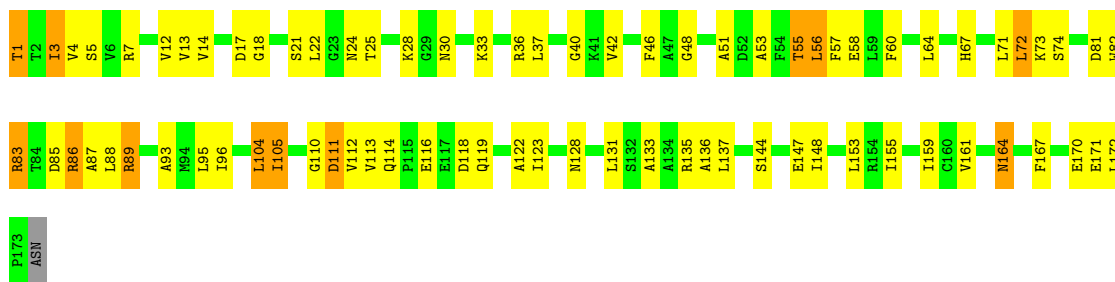 T1 T2 I3 V4 S5 V6 R7 V12 V13 V14 D17 G18 S21 L22 G23 N24 T25 K28 G29 N30 K33 R36 L37 G40 K41 V42 F46 A47 G48 A51 D52 A53 F54 T55 L56 F57 E58 L59 F60 L64 H67 L71 L72 K73 S74 D81
R83 T84 D85 R86 A87 L88 R89 A93 M94 L95 I96 L104 I105 G110 D111 V112 V113 Q114 P115 E116 E117 D118 Q119 A122 I123 N128 L131 S132 A133 A134 R135 A136 L137 S144 E147 I148 L153 R154 I155 I159 C160 V161 N164 F167 E170 E171
P173 ASN